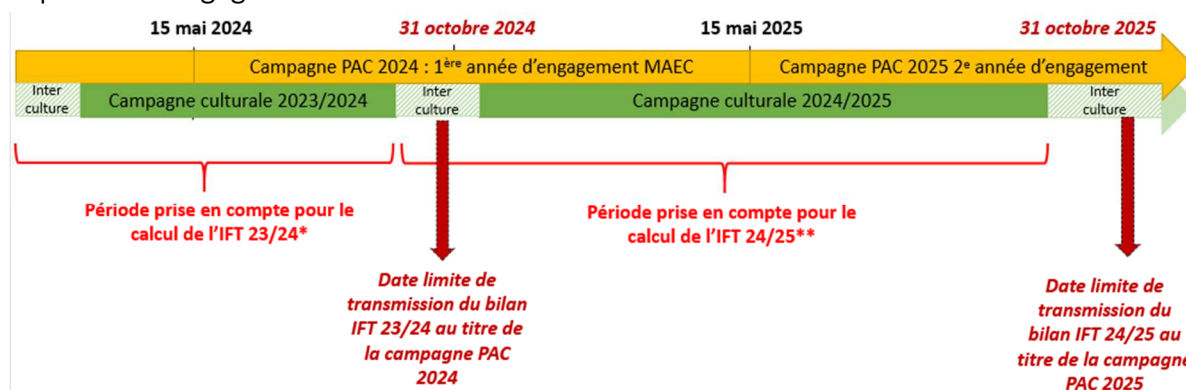 15 mai 2024
31 octobre 2024
15 mai 2025
31 octobre 2025
Campagne PAC 2024 : 1ère année d'engagement MAEC
Campagne PAC 2025 2e année d'engagement
Inter
culture
Campagne culturale 2023/2024
Inter
culture
Campagne culturale 2024/2025
Inter
culture
Période prise en compte pour le
calcul de l'IFT 23/24*
Période prise en compte pour le
calcul de l'IFT 24/25**
Date limite de
transmission du bilan
IFT 23/24 au titre de
la campagne PAC
2024
Date limite de
transmission du
bilan IFT 24/25 au
titre de la campagne
PAC 2025